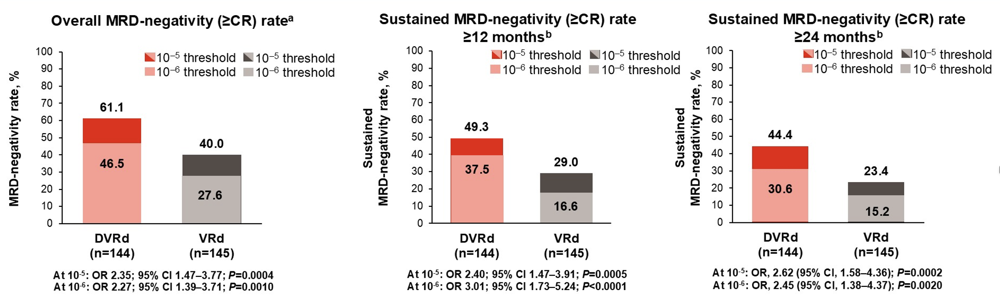 Overall MRD-negativity (≥CR) rateᵃ
MRD-negativity rate, %
100
90
80
70
60
50
40
30
20
10
0
10⁻⁵ threshold 10⁻⁵ threshold
10⁻⁶ threshold 10⁻⁶ threshold
61.1
46.5
40.0
27.6
DVRd VRd
(n=144) (n=145)
At 10⁻⁵: OR 2.35; 95% CI 1.47–3.77; P=0.0004
At 10⁻⁶: OR 2.27; 95% CI 1.39–3.71; P=0.0010
Sustained MRD-negativity (≥CR) rate
≥12 monthsᵇ
Sustained
MRD-negativity rate, %
100
90
80
70
60
50
40
30
20
10
0
10⁻⁵ threshold 10⁻⁵ threshold
10⁻⁶ threshold 10⁻⁶ threshold
49.3
37.5
29.0
16.6
DVRd VRd
(n=144) (n=145)
At 10⁻⁵: OR 2.40; 95% CI 1.47–3.91; P=0.0005
At 10⁻⁶: OR 3.01; 95% CI 1.73–5.24; P<0.0001
Sustained MRD-negativity (≥CR) rate
≥24 monthsᵇ
Sustained
MRD-negativity rate, %
100
90
80
70
60
50
40
30
20
10
0
10⁻⁵ threshold 10⁻⁵ threshold
10⁻⁶ threshold 10⁻⁶ threshold
44.4
30.6
23.4
15.2
DVRd VRd
(n=144) (n=145)
At 10⁻⁵: OR, 2.62 (95% CI, 1.58–4.36); P=0.0002
At 10⁻⁶: OR, 2.45 (95% CI, 1.38–4.37); P=0.0020